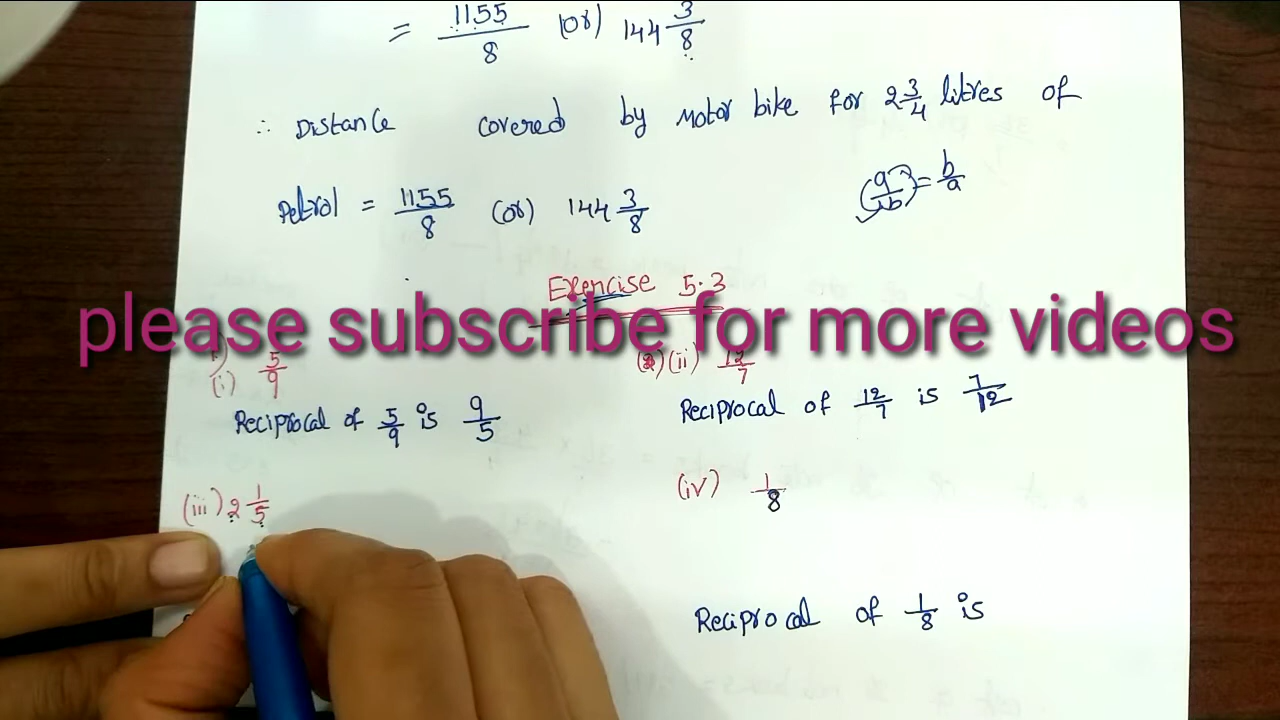 = 1155/8 (or) 144 3/8
∴ Distance covered by Motor bike for 2 3/4 litres of
Petrol = 1155/8 (or) 144 3/8
(a/b) = b/a
Exercise 5.3
please subscribe for more videos
(i) 5/9
(2)(ii) 12/7
Reciprocal of 5/9 is 9/5
Reciprocal of 12/7 is 7/12
(iii) 2 1/5
(iv) 1/8
Reciprocal of 1/8 is